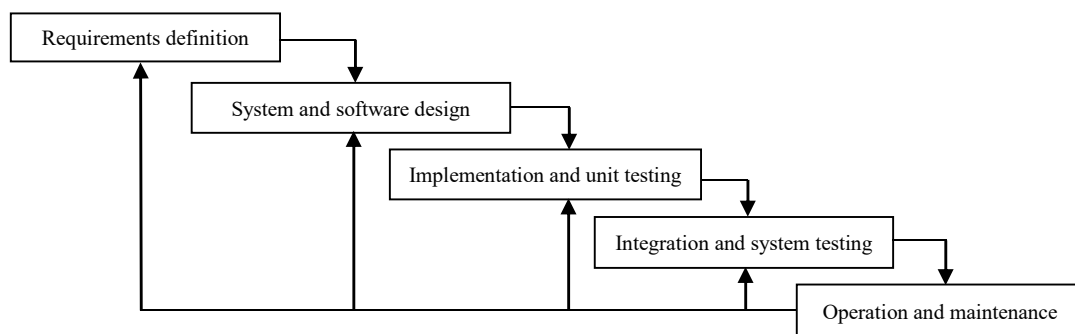 Requirements definition
System and software design
Implementation and unit testing
Integration and system testing
Operation and maintenance